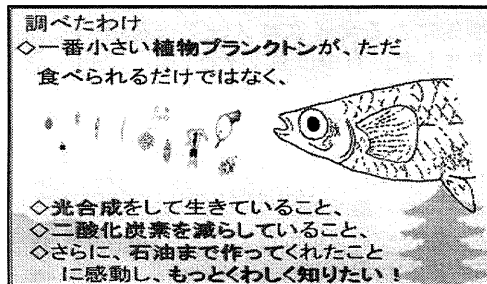 調べたわけ
◇一番小さい植物プランクトンが、ただ
食べられるだけではなく、
◇光合成をして生きていること、
◇二酸化炭素を減らしていること、
◇さらに、石油まで作ってくれたこと
に感動し、もっとくわしく知りたい！